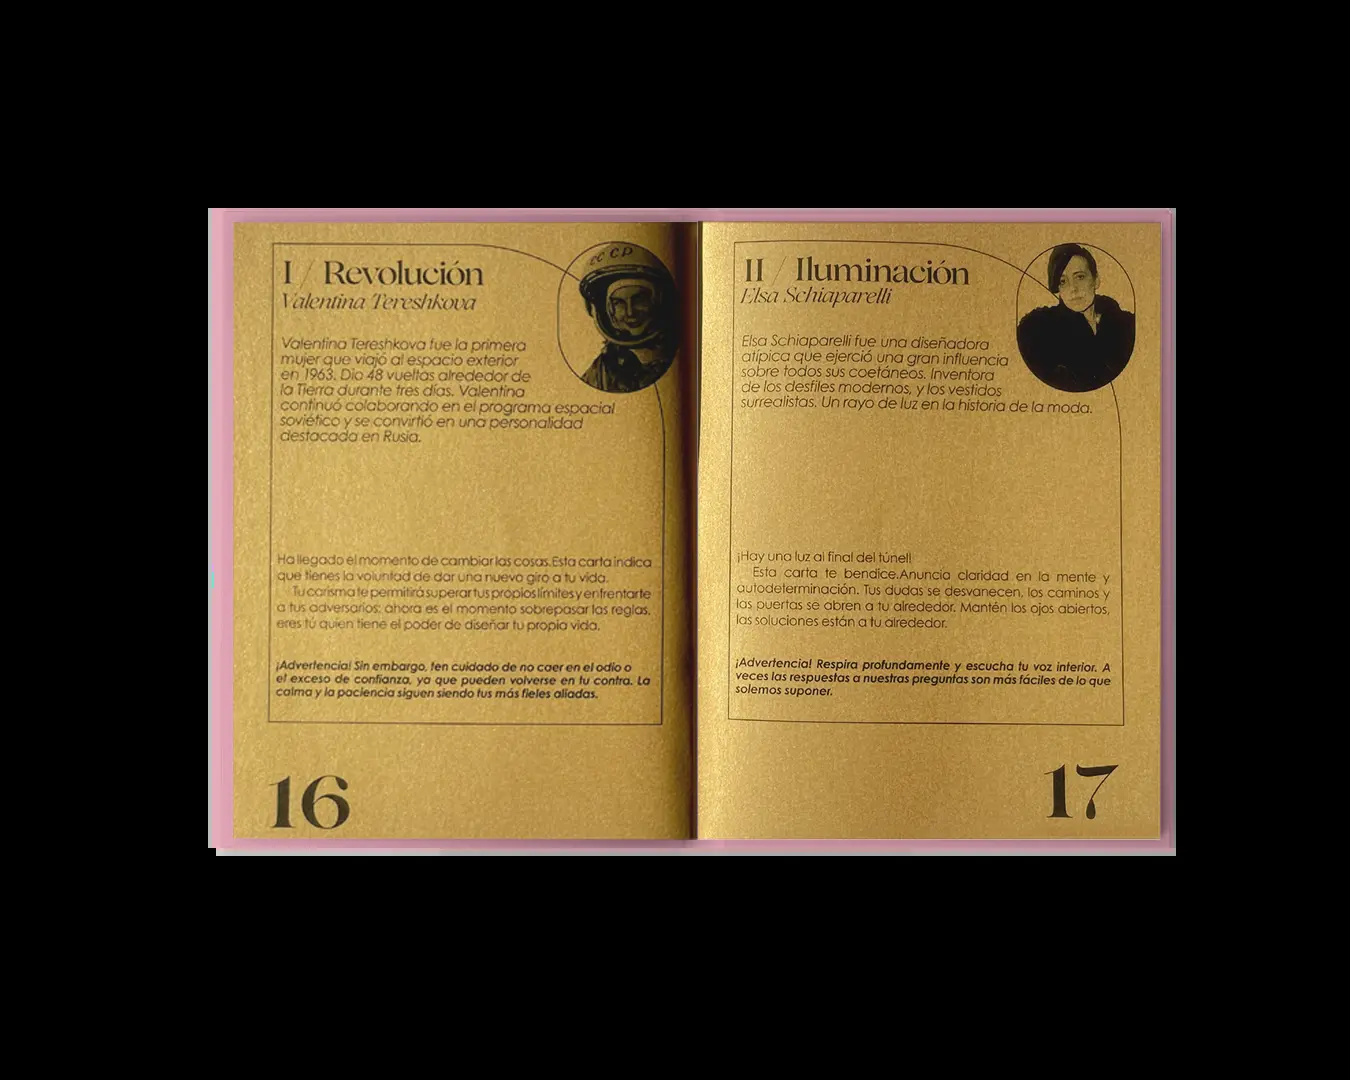 I / Revolución
Valentina Tereshkova
CCCP
Valentina Tereshkova fue la primera
mujer que viajó al espacio exterior
en 1963. Dio 48 vueltas alrededor de
la Tierra durante tres días. Valentina
continuó colaborando en el programa espacial
soviético y se convirtió en una personalidad
destacada en Rusia.
Ha llegado el momento de cambiar las cosas.Esta carta indica
que tienes la voluntad de dar una nuevo giro a tu vida.
Tu carisma te permitirá superar tus propios límites y enfrentarte
a tus adversarios: ahora es el momento sobrepasar las reglas,
eres tú quien tiene el poder de diseñar tu propia vida.
¡Advertencia! Sin embargo, ten cuidado de no caer en el odio o
el exceso de confianza, ya que pueden volverse en tu contra. La
calma y la paciencia siguen siendo tus más fieles aliadas.
16
II / Iluminación
Elsa Schiaparelli
Elsa Schiaparelli fue una diseñadora
atípica que ejerció una gran influencia
sobre todos sus coetáneos. Inventora
de los desfiles modernos, y los vestidos
surrealistas. Un rayo de luz en la historia de la moda.
¡Hay una luz al final del túnel!
Esta carta te bendice.Anuncia claridad en la mente y
autodeterminación. Tus dudas se desvanecen, los caminos y
las puertas se abren a tu alrededor. Mantén los ojos abiertos,
las soluciones están a tu alrededor.
¡Advertencia! Respira profundamente y escucha tu voz interior. A
veces las respuestas a nuestras preguntas son más fáciles de lo que
solemos suponer.
17